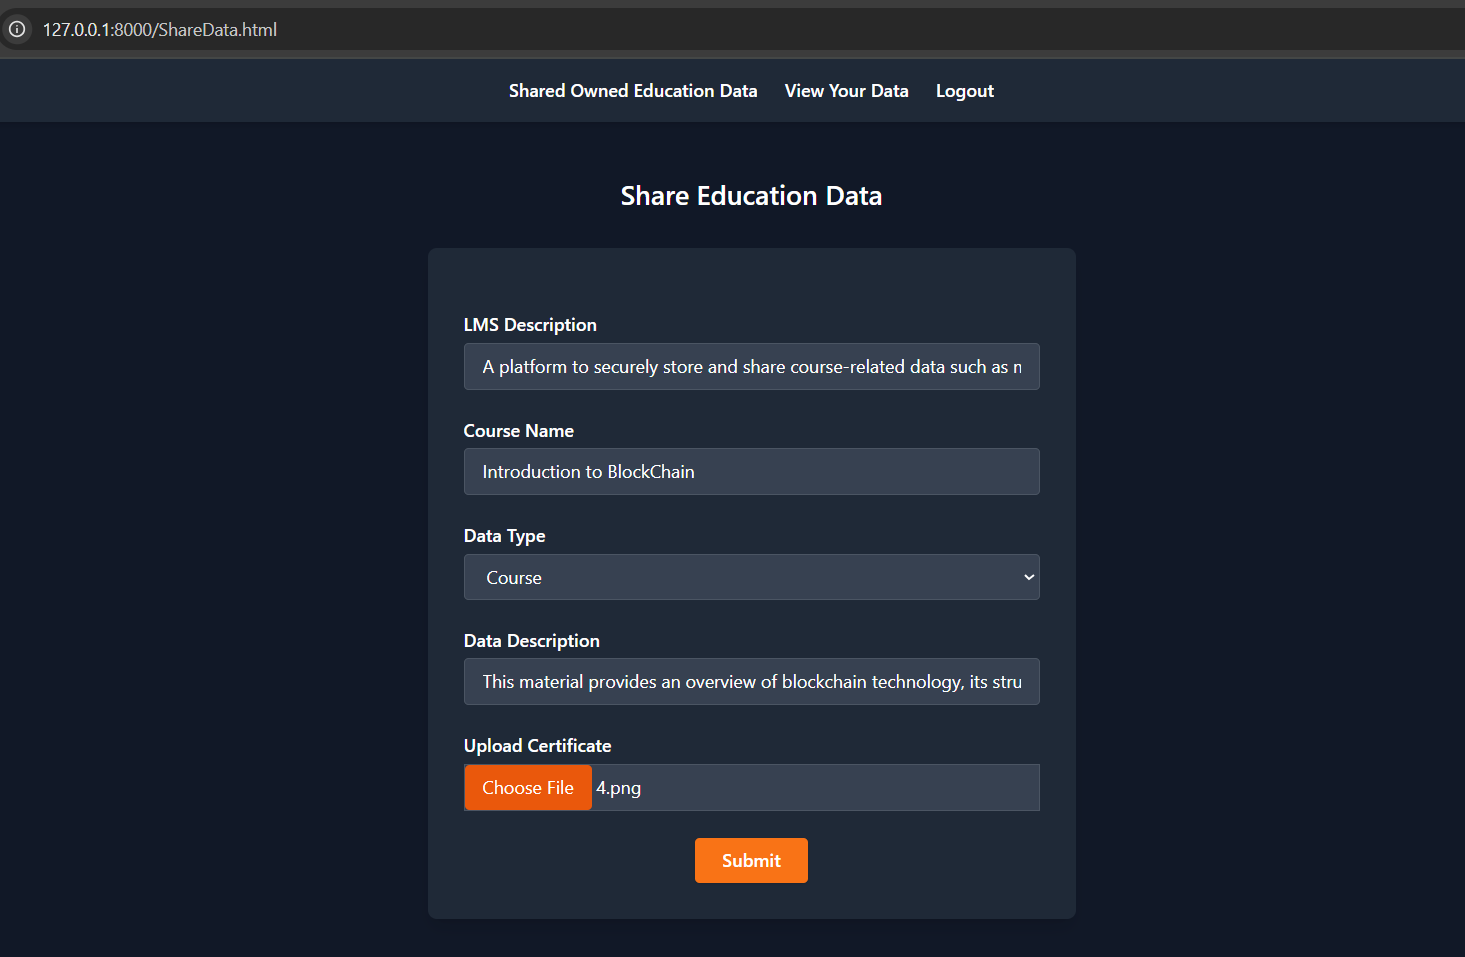 127.0.0.1:8000/ShareData.html
Shared Owned Education Data View Your Data Logout
Share Education Data
LMS Description
A platform to securely store and share course-related data such as
Course Name
Introduction to BlockChain
Data Type
Course
Data Description
This material provides an overview of blockchain technology, its stru
Upload Certificate
Choose File 4.png
Submit